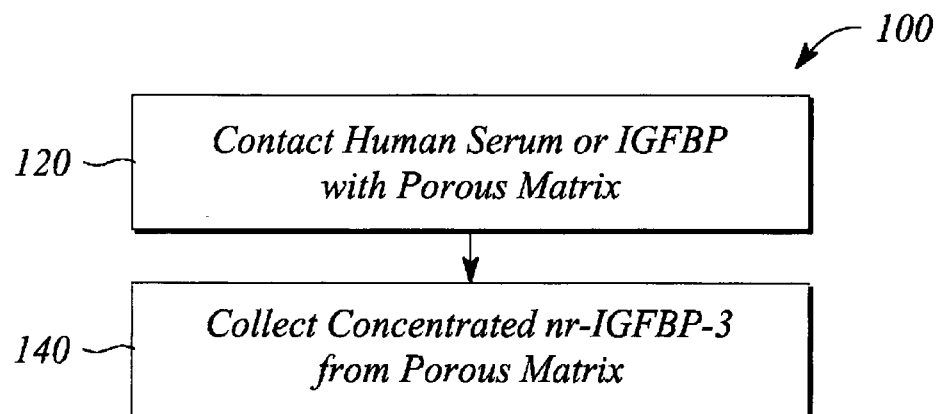 100
120
Contact Human Serum or IGFBP
with Porous Matrix
140
Collect Concentrated nr-IGFBP-3
from Porous Matrix